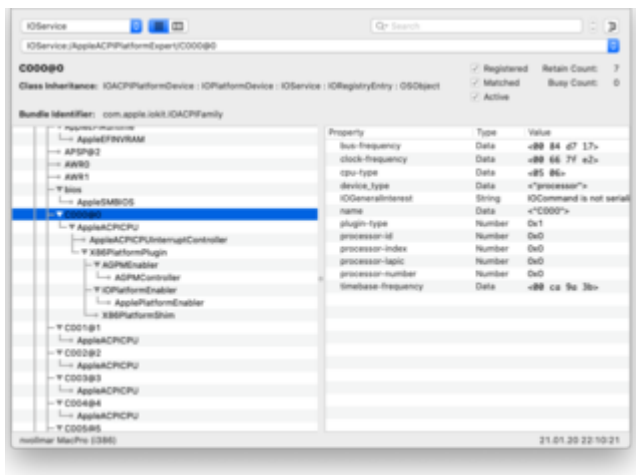 IOService
Search
IOService:/AppleACPIPlatformExpert/C000@0
C000@0
Registered Retain Count: 7
Class Inheritance: IOACPIPlatformDevice : IOPlatformDevice : IOService : IORegistryEntry : OSObject
Matched Busy Count: 0
Active
Bundle Identifier: com.apple.iokit.IOACPIFamily
AppleEFIRuntime
AppleEFINVRAM
APSP@2
AWR0
AWR1
bios
AppleSMBIOS
C000@0
AppleACPICPU
AppleACPICPUInterruptController
X86PlatformPlugin
AGPMEnabler
AGPMController
IOPlatformEnabler
ApplePlatformEnabler
X86PlatformShim
C001@1
AppleACPICPU
C002@2
AppleACPICPU
C003@3
AppleACPICPU
C004@4
AppleACPICPU
C005@5
Property Type Value
bus-frequency Data <00 84 d7 17>
clock-frequency Data <00 66 7f e2>
cpu-type Data <05 06>
device_type Data <"processor">
IOGeneralInterest String IOCommand is not seriali
name Data <"C000">
plugin-type Number 0x1
processor-id Number 0x0
processor-index Number 0x0
processor-lapic Number 0x0
processor-number Number 0x0
timebase-frequency Data <00 ca 9a 3b>
nvollmar MacPro (i386) 21.01.20 22:10:21